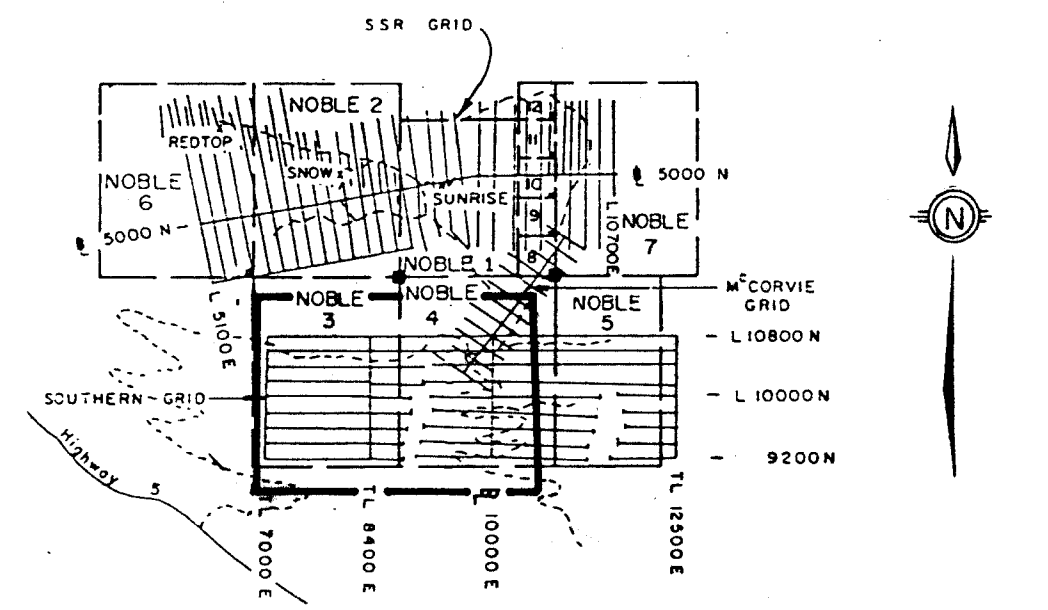 SSR GRID
NOBLE 2
12
REDTOP
11
SNOW x
10
℄ 5000 N
NOBLE
6
SUNRISE
9
L 10700E
NOBLE
7
℄ 5000 N
8
NOBLE 1
L 5100E
NOBLE
3
NOBLE
4
NOBLE
5
McCORVIE
GRID
L 10800 N
SOUTHERN GRID
L 10000 N
9200 N
Highway 5
L 7000 E
TL 8400 E
10000 E
TL 12500 E
N